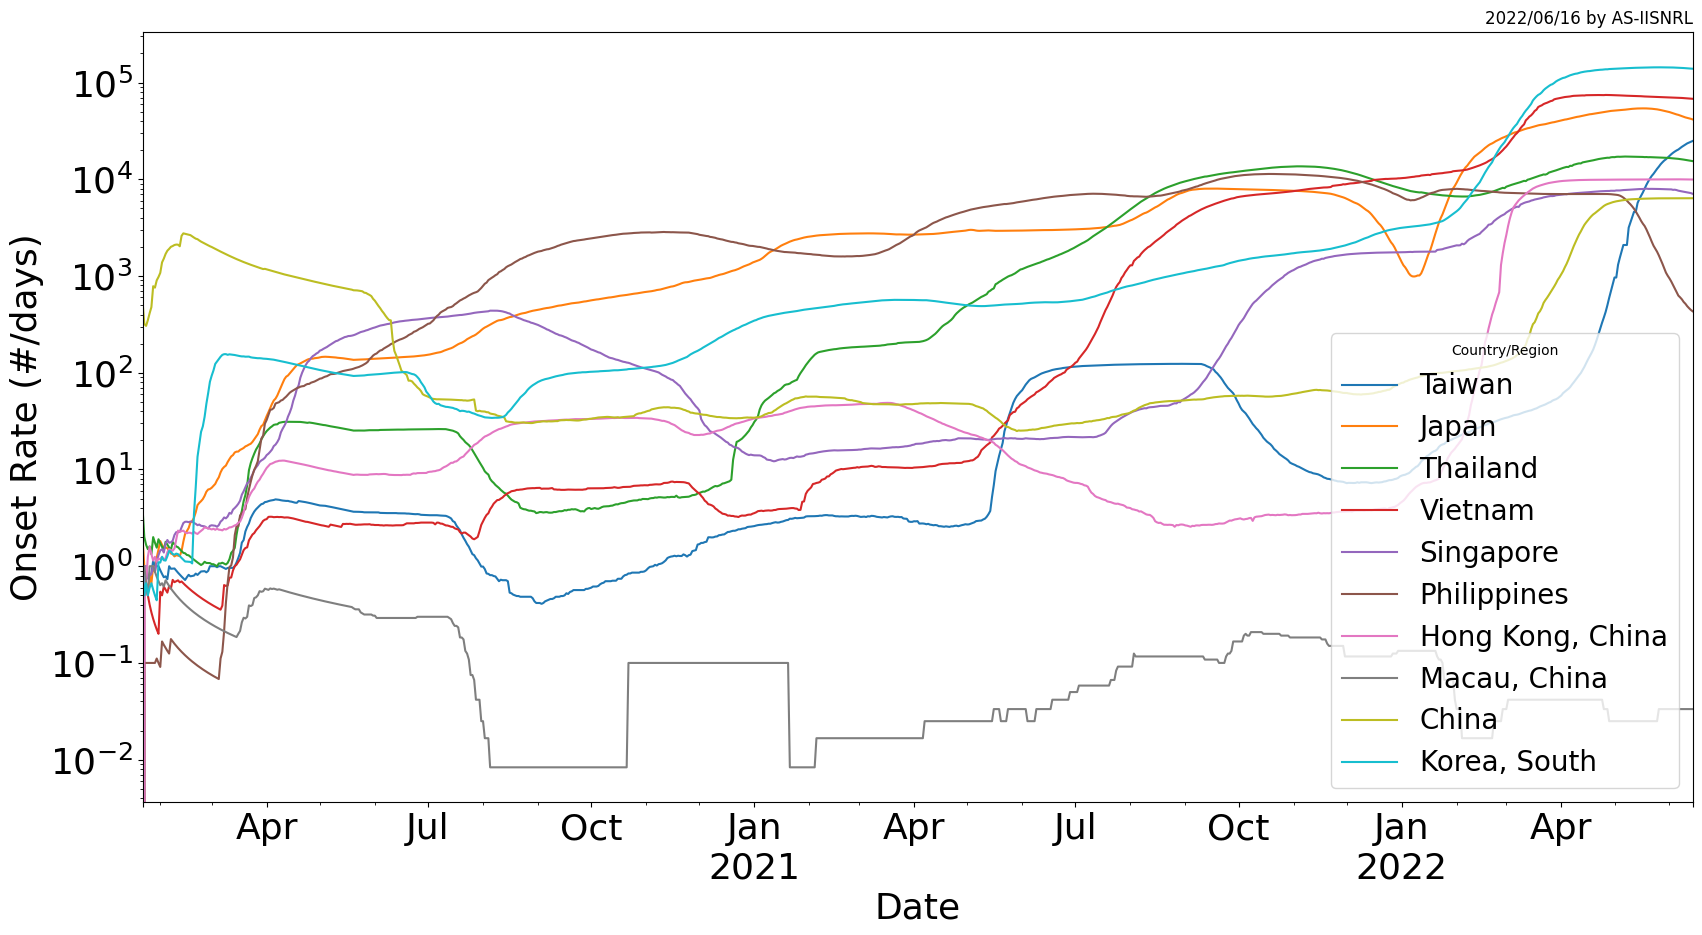 2022/06/16 by AS-IISNRL
Onset Rate (#/days)
10^5
10^4
10^3
10^2
10^1
10^0
10^−1
10^−2
Country/Region
Taiwan
Japan
Thailand
Vietnam
Singapore
Philippines
Hong Kong, China
Macau, China
China
Korea, South
Apr Jul Oct Jan Apr Jul Oct Jan Apr
2021 2022
Date